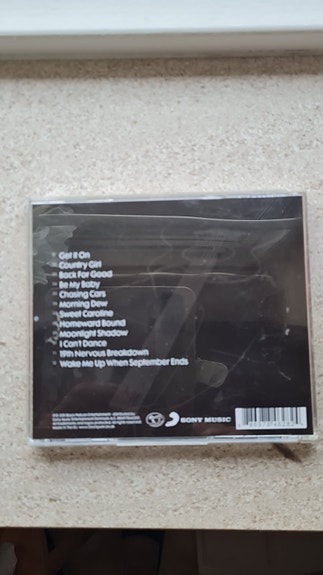 Get It On
Country Girl
Back For Good
Be My Baby
Chasing Cars
Morning Dew
Sweet Caroline
Homeward Bound
Moonlight Shadow
I Can't Dance
19th Nervous Breakdown
Wake Me Up When September Ends
SONY MUSIC